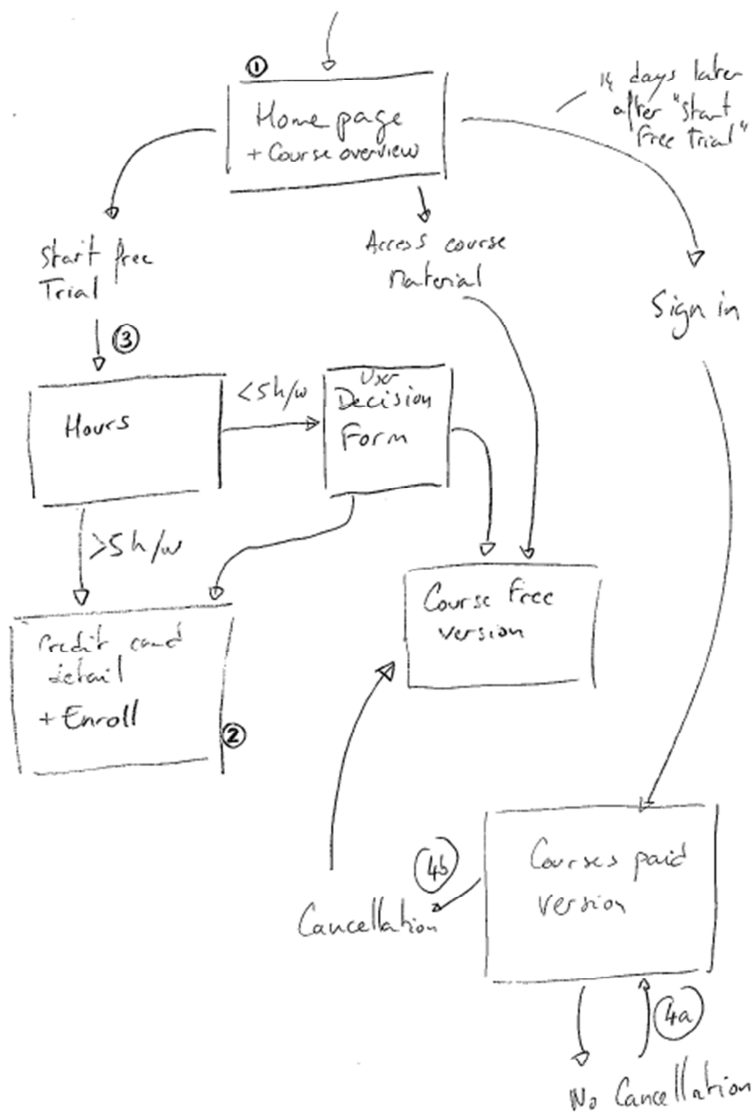 ①
Home page
+ Course overview
14 days later
after "start
free trial"
Start free
Trial
Access course
Material
Sign in
③
Hours
<5h/w
User
Decision
Form
>5h/w
Credit card
detail
+ Enroll
②
Course Free
version
Courses paid
version
4b
Cancellation
4a
No Cancellation